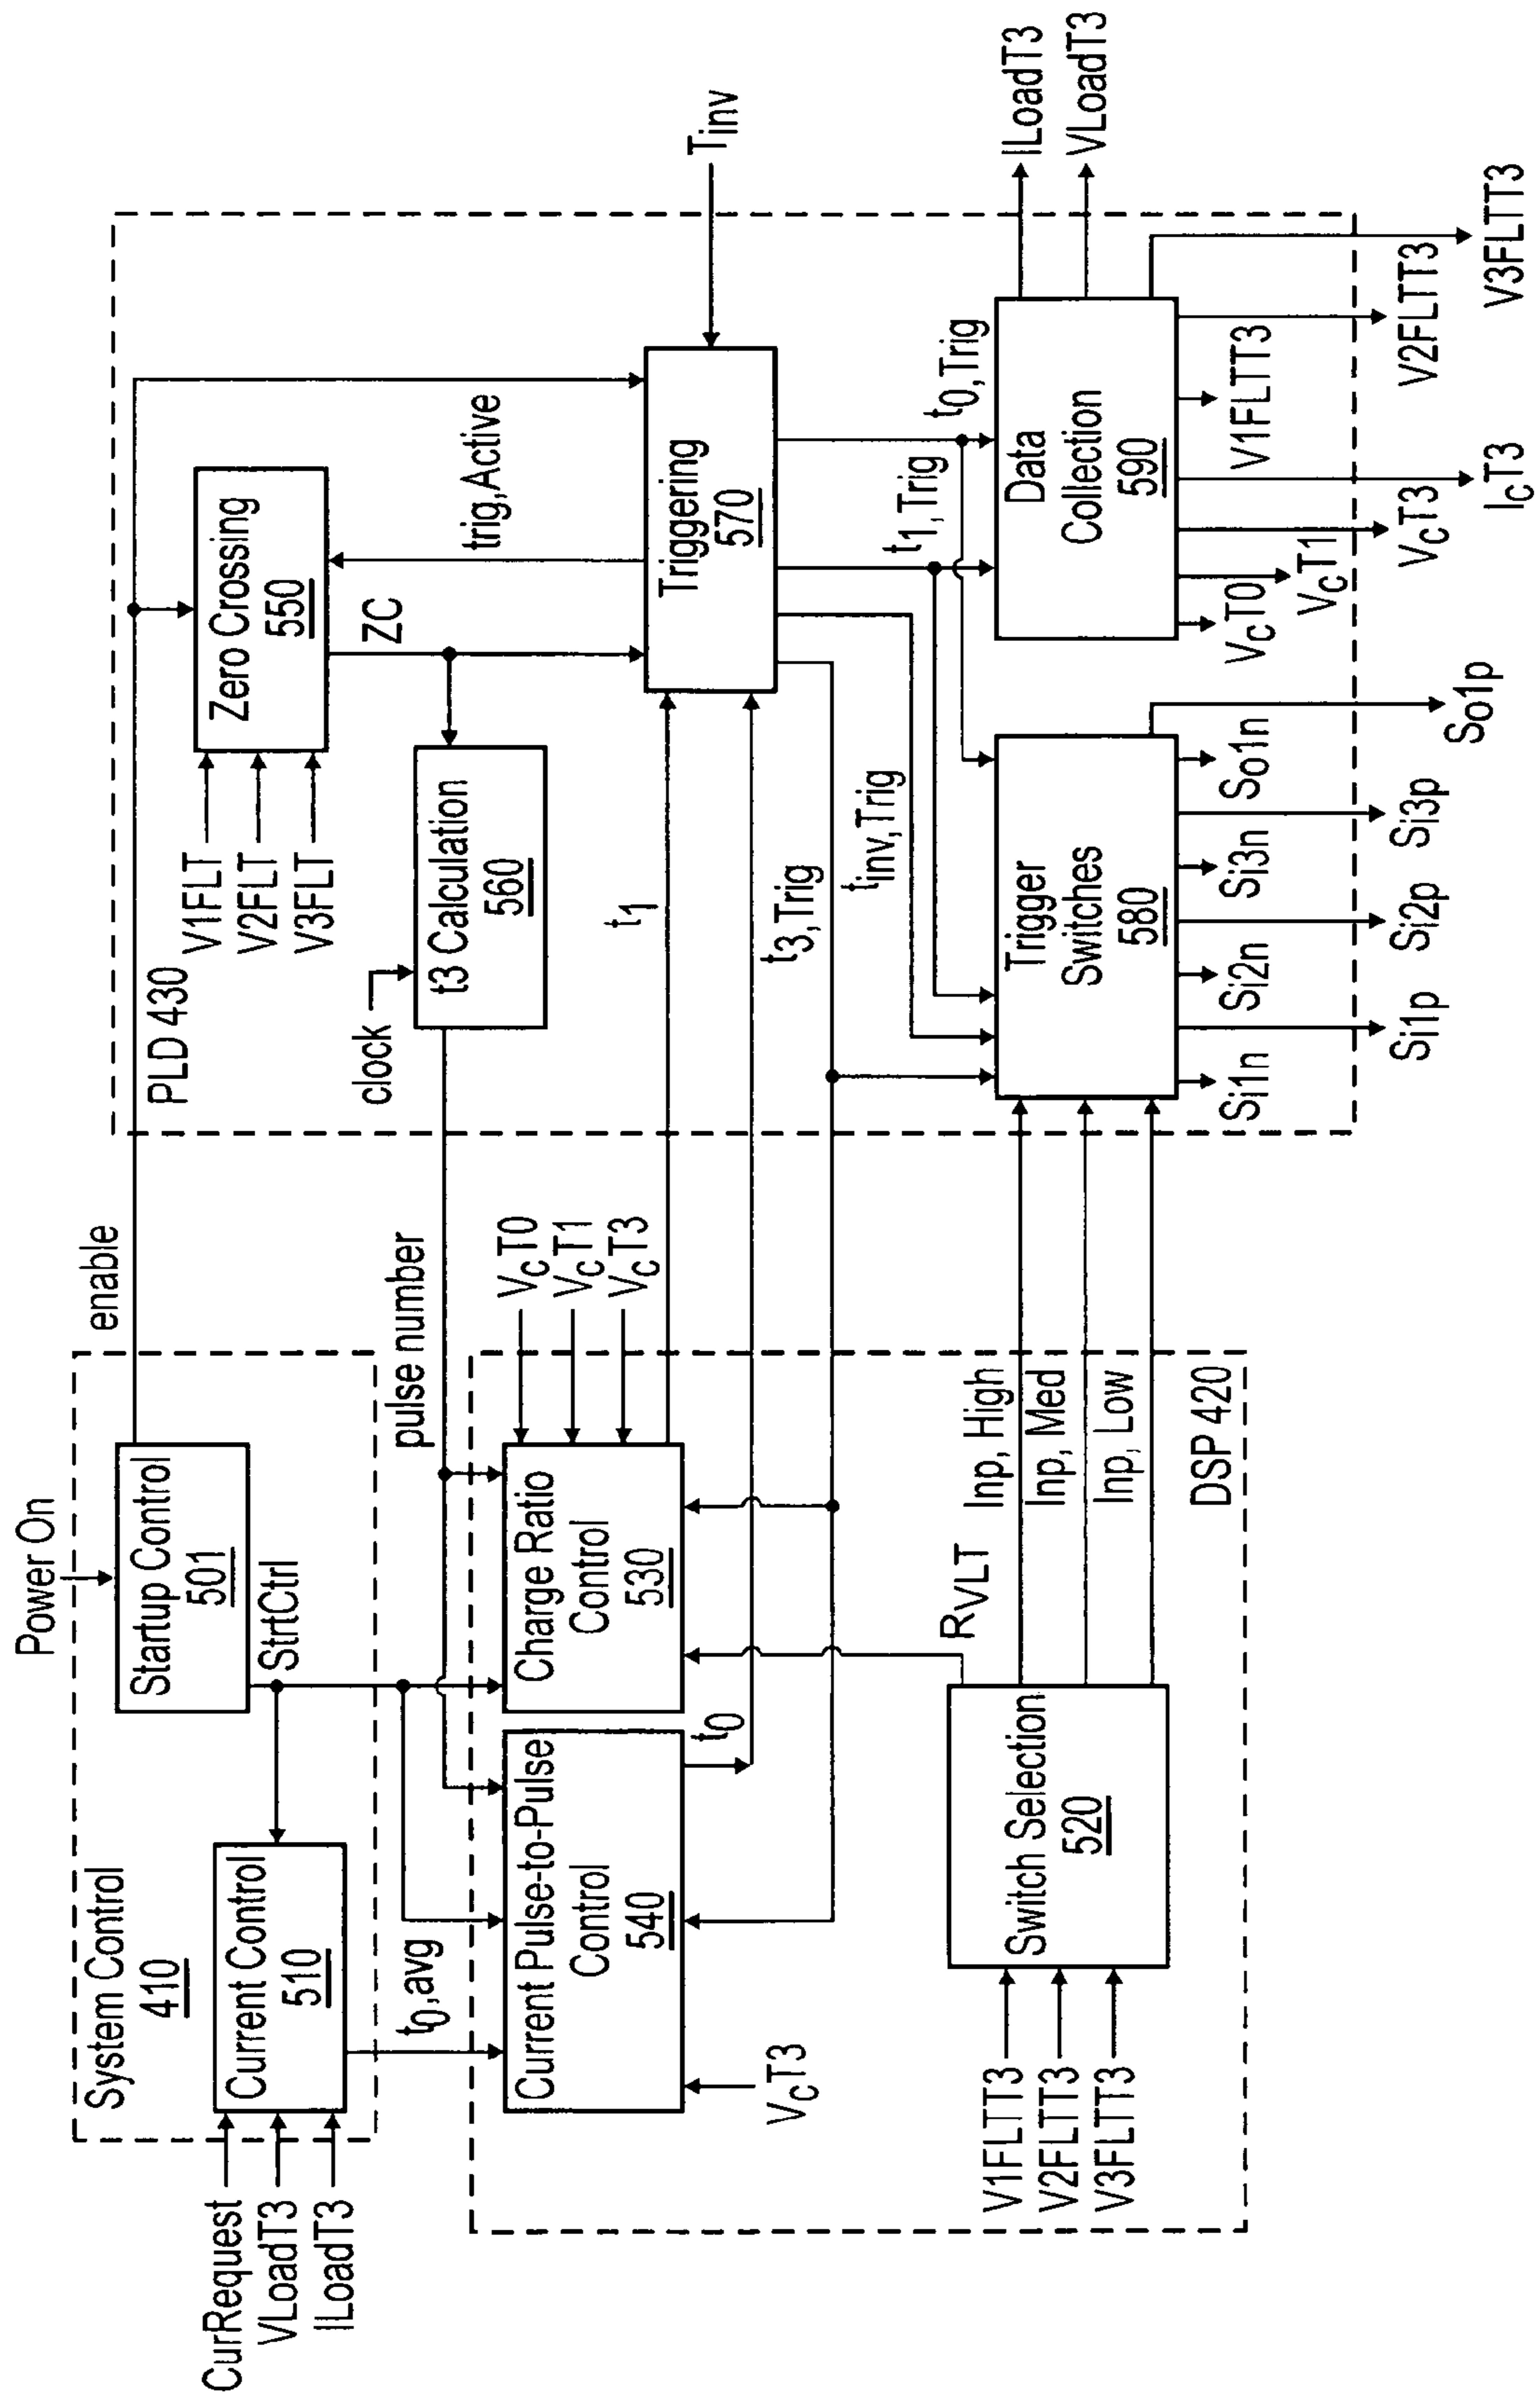 Power On
System Control
410
Startup Control
501
enable
StrtCtrl
CurRequest
VLoadT3
ILoadT3
Current Control
510
t0,avg
pulse number
PLD 430
V1FLT
V2FLT
V3FLT
Zero Crossing
550
trig,Active
ZC
clock
t3 Calculation
560
Tinv
Triggering
570
Current Pulse-to-Pulse
Control
540
Charge Ratio
Control
530
VcT0
VcT1
VcT3
t1
t0
VcT3
t3,Trig
tinv,Trig
t1,Trig
t0,Trig
RVLT
V1FLTT3
V2FLTT3
V3FLTT3
Switch Selection
520
Inp, High
Inp, Med
Inp, Low
DSP 420
Trigger
Switches
580
Data
Collection
590
ILoadT3
VLoadT3
Si1n
Si1p
Si2n
Si2p
Si3n
Si3p
So1n
So1p
VcT0
VcT1
VcT3
IcT3
V1FLTT3
V2FLTT3
V3FLTT3